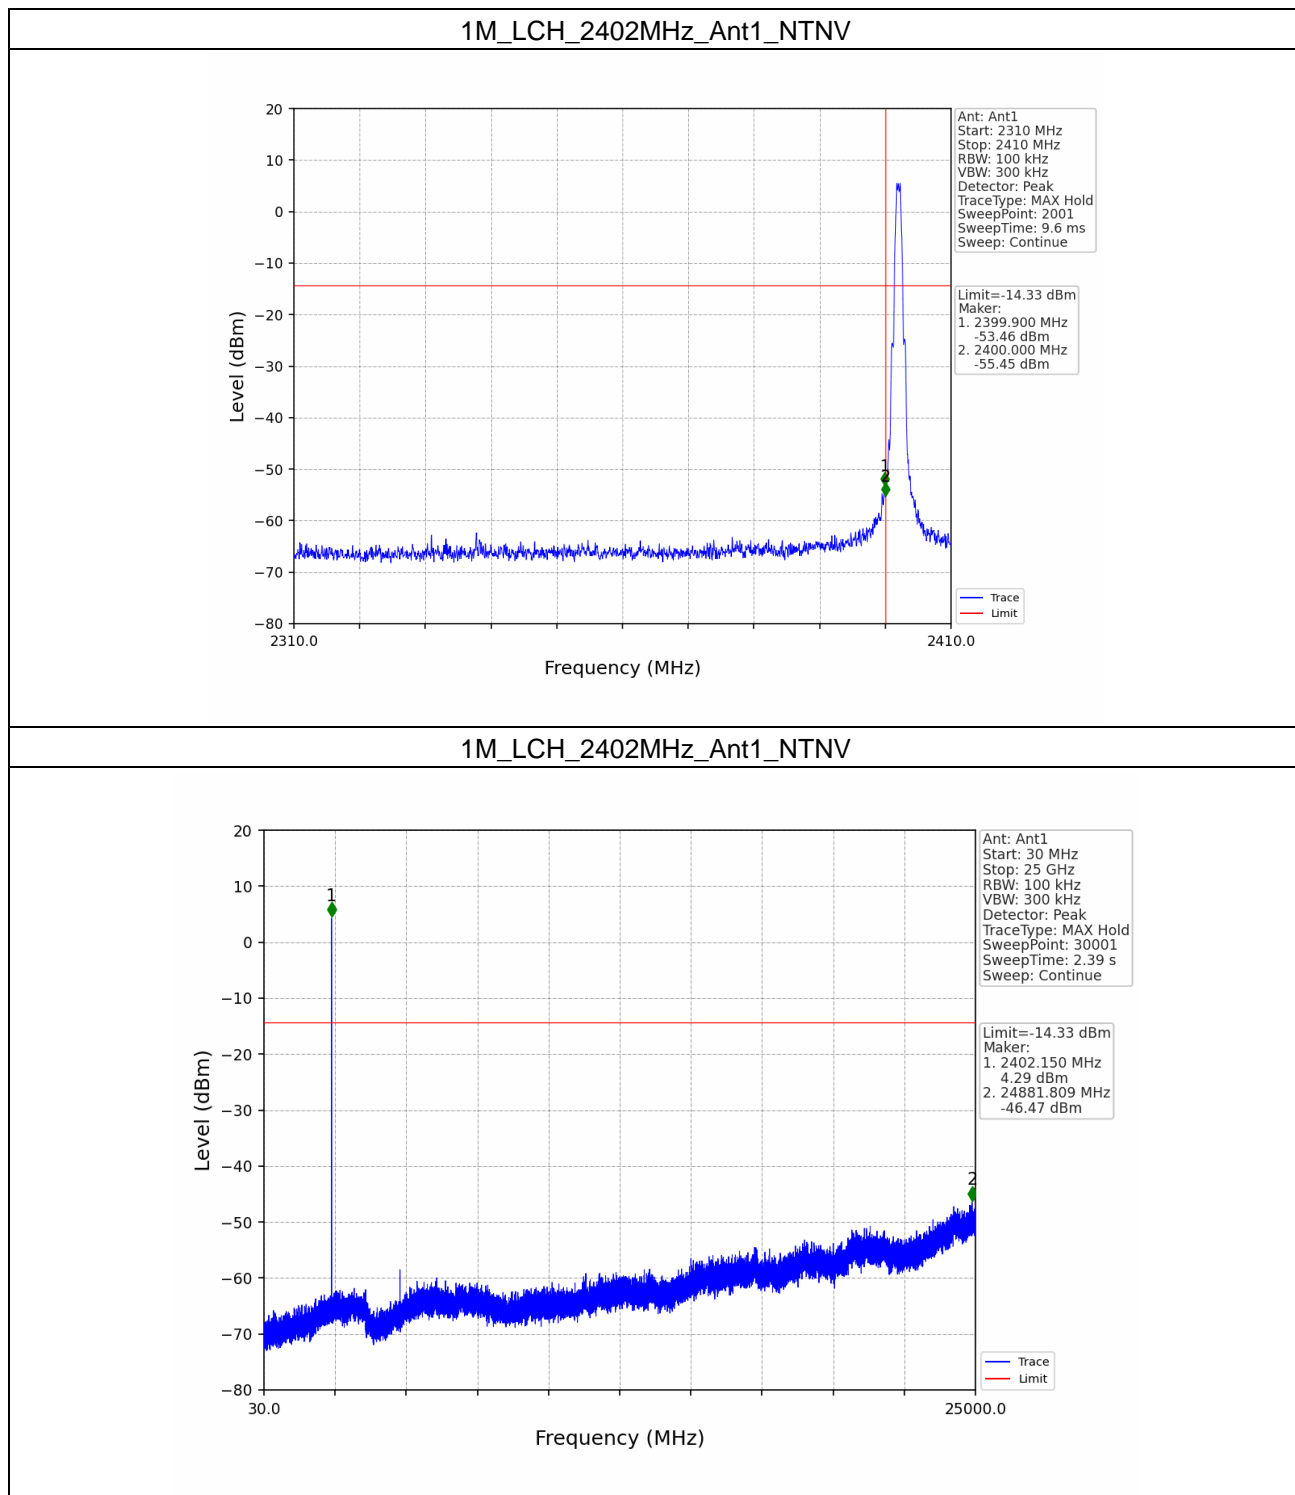 1M_LCH_2402MHz_Ant1_NTNV
20
10
0
−10
−20
−30
−40
−50
−60
−70
−80
Level (dBm)
2310.0
2410.0
Frequency (MHz)
1
2
Ant: Ant1
Start: 2310 MHz
Stop: 2410 MHz
RBW: 100 kHz
VBW: 300 kHz
Detector: Peak
TraceType: MAX Hold
SweepPoint: 2001
SweepTime: 9.6 ms
Sweep: Continue
Limit=-14.33 dBm
Maker:
1. 2399.900 MHz
-53.46 dBm
2. 2400.000 MHz
-55.45 dBm
Trace
Limit
1M_LCH_2402MHz_Ant1_NTNV
20
10
0
−10
−20
−30
−40
−50
−60
−70
−80
Level (dBm)
30.0
25000.0
Frequency (MHz)
1
2
Ant: Ant1
Start: 30 MHz
Stop: 25 GHz
RBW: 100 kHz
VBW: 300 kHz
Detector: Peak
TraceType: MAX Hold
SweepPoint: 30001
SweepTime: 2.39 s
Sweep: Continue
Limit=-14.33 dBm
Maker:
1. 2402.150 MHz
4.29 dBm
2. 24881.809 MHz
-46.47 dBm
Trace
Limit